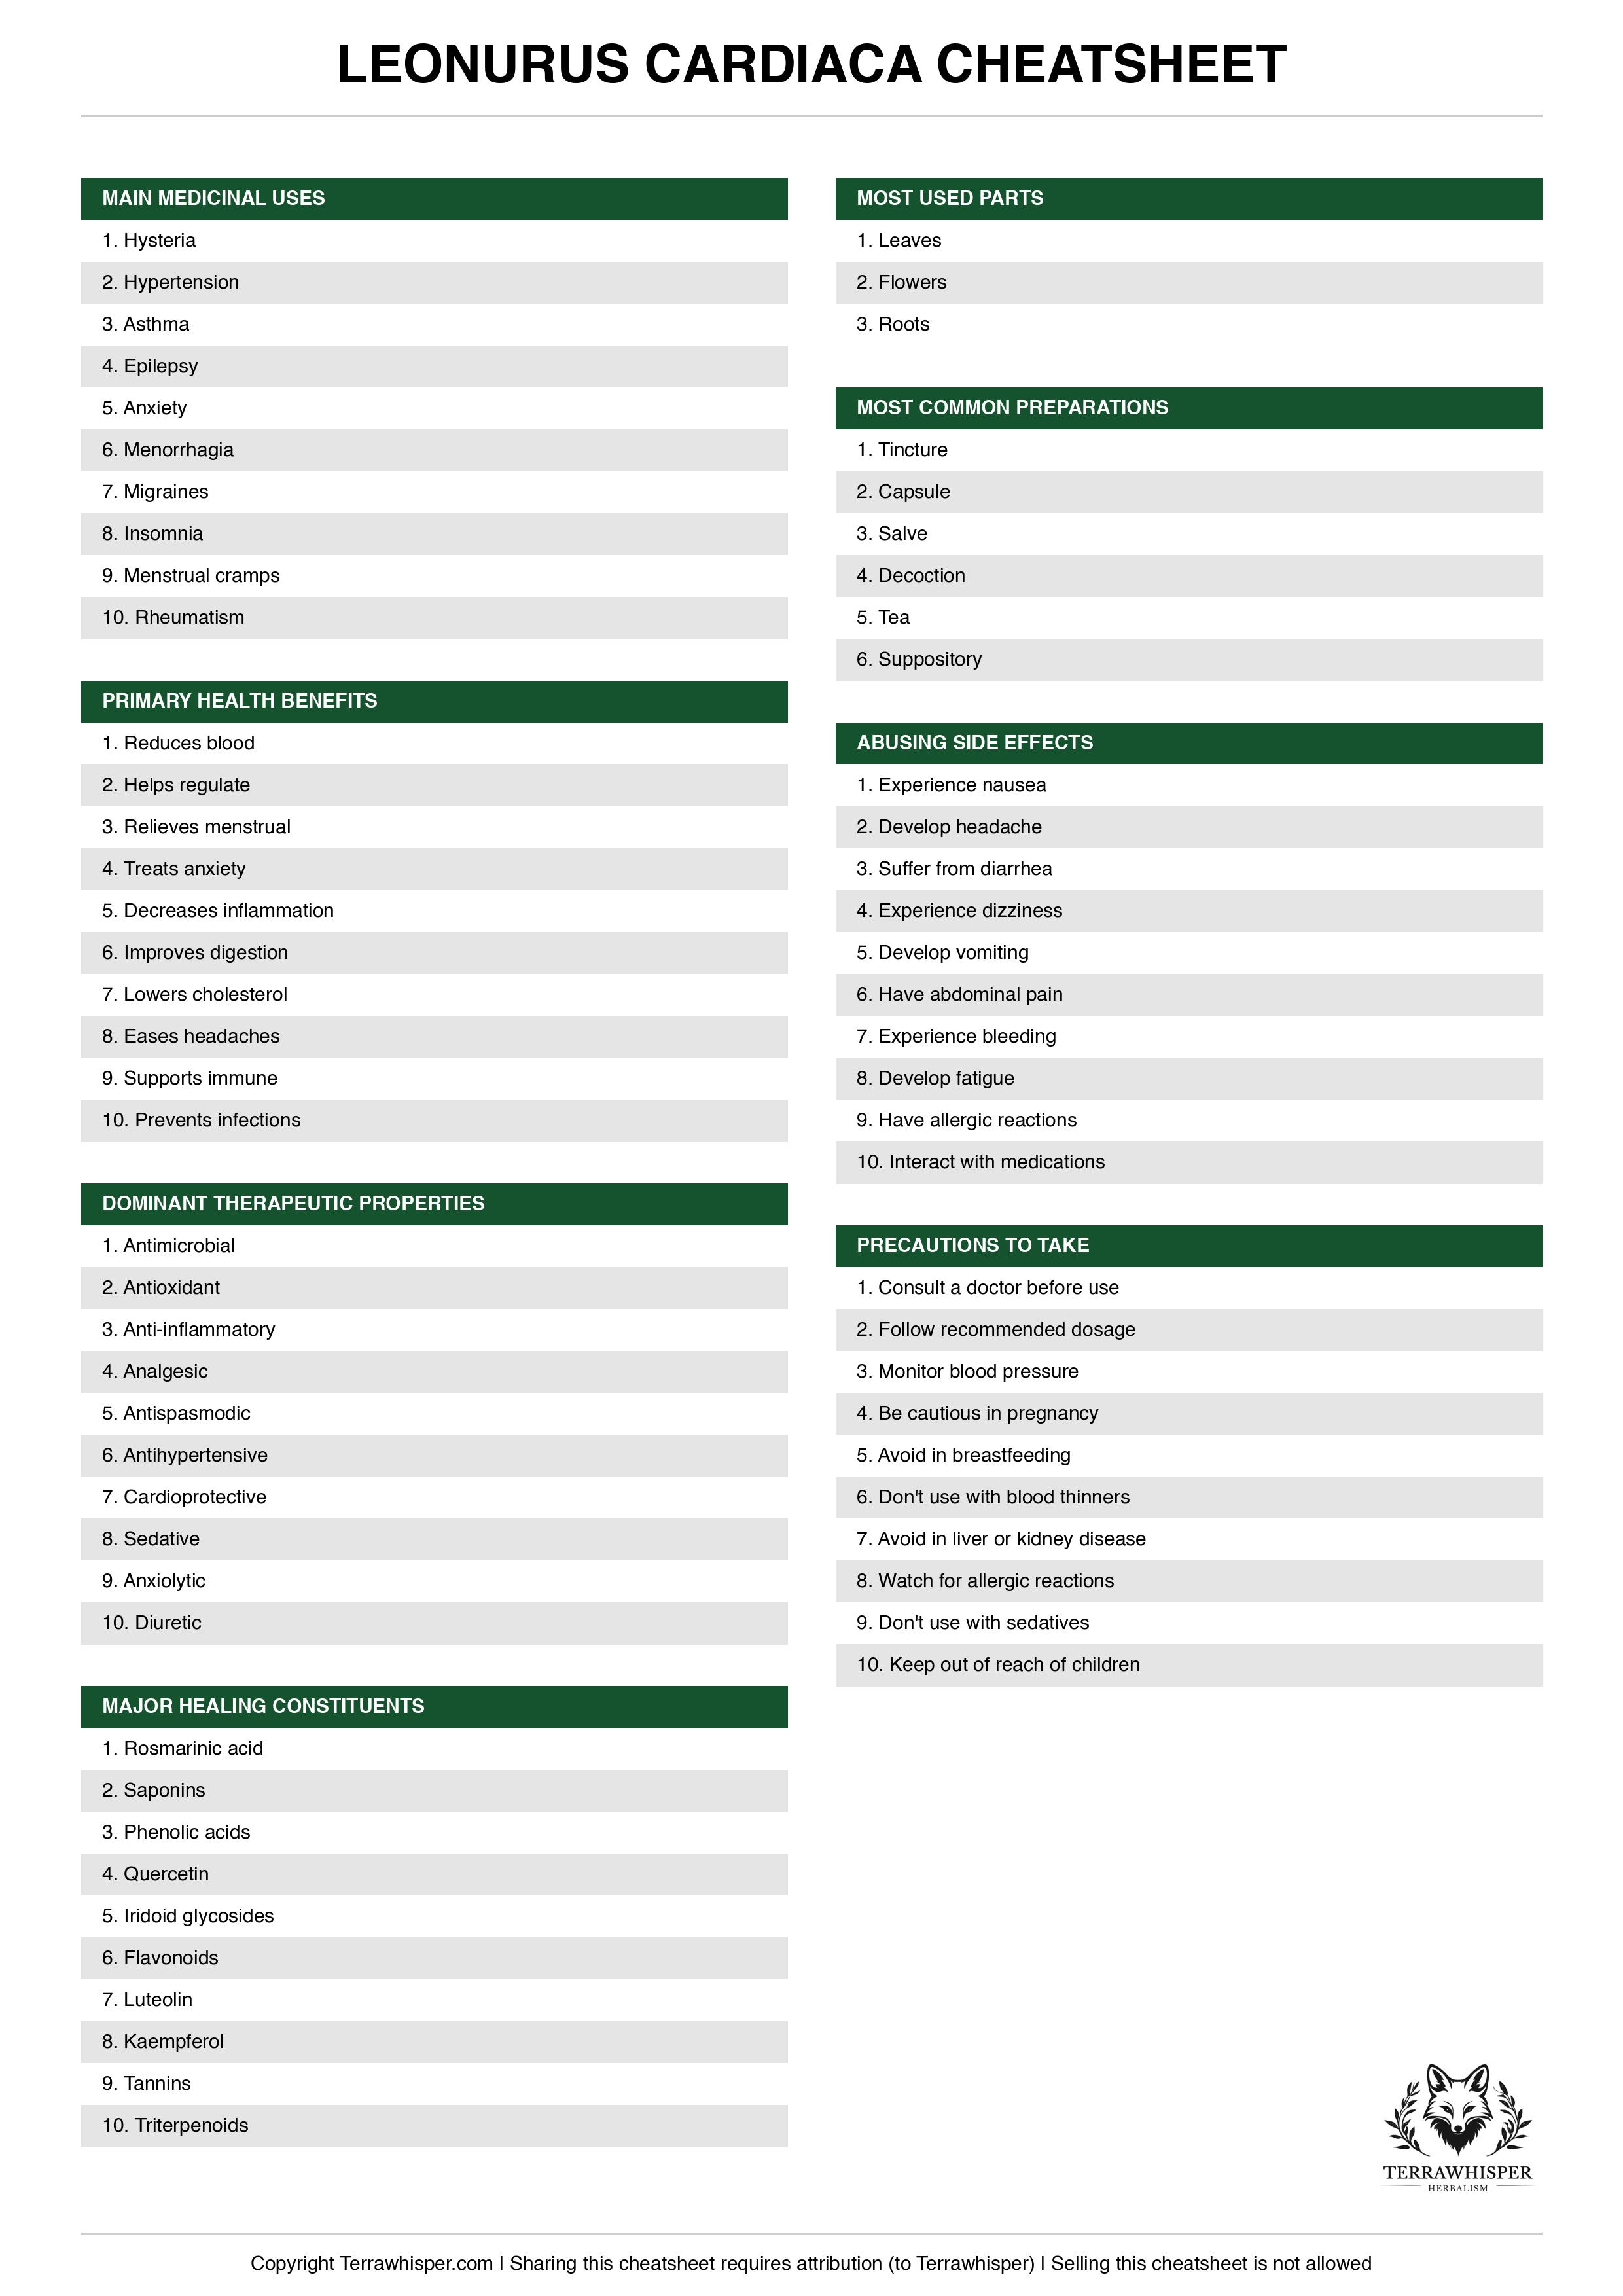 LEONURUS CARDIACA CHEATSHEET
MAIN MEDICINAL USES
1. Hysteria
2. Hypertension
3. Asthma
4. Epilepsy
5. Anxiety
6. Menorrhagia
7. Migraines
8. Insomnia
9. Menstrual cramps
10. Rheumatism
PRIMARY HEALTH BENEFITS
1. Reduces blood
2. Helps regulate
3. Relieves menstrual
4. Treats anxiety
5. Decreases inflammation
6. Improves digestion
7. Lowers cholesterol
8. Eases headaches
9. Supports immune
10. Prevents infections
DOMINANT THERAPEUTIC PROPERTIES
1. Antimicrobial
2. Antioxidant
3. Anti-inflammatory
4. Analgesic
5. Antispasmodic
6. Antihypertensive
7. Cardioprotective
8. Sedative
9. Anxiolytic
10. Diuretic
MAJOR HEALING CONSTITUENTS
1. Rosmarinic acid
2. Saponins
3. Phenolic acids
4. Quercetin
5. Iridoid glycosides
6. Flavonoids
7. Luteolin
8. Kaempferol
9. Tannins
10. Triterpenoids
MOST USED PARTS
1. Leaves
2. Flowers
3. Roots
MOST COMMON PREPARATIONS
1. Tincture
2. Capsule
3. Salve
4. Decoction
5. Tea
6. Suppository
ABUSING SIDE EFFECTS
1. Experience nausea
2. Develop headache
3. Suffer from diarrhea
4. Experience dizziness
5. Develop vomiting
6. Have abdominal pain
7. Experience bleeding
8. Develop fatigue
9. Have allergic reactions
10. Interact with medications
PRECAUTIONS TO TAKE
1. Consult a doctor before use
2. Follow recommended dosage
3. Monitor blood pressure
4. Be cautious in pregnancy
5. Avoid in breastfeeding
6. Don't use with blood thinners
7. Avoid in liver or kidney disease
8. Watch for allergic reactions
9. Don't use with sedatives
10. Keep out of reach of children
TERRAWHISPER
HERBALISM
Copyright Terrawhisper.com | Sharing this cheatsheet requires attribution (to Terrawhisper) | Selling this cheatsheet is not allowed